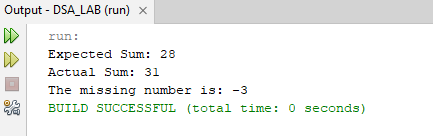 Output - DSA_LAB (run) ×
run:
Expected Sum: 28
Actual Sum: 31
The missing number is: -3
BUILD SUCCESSFUL (total time: 0 seconds)